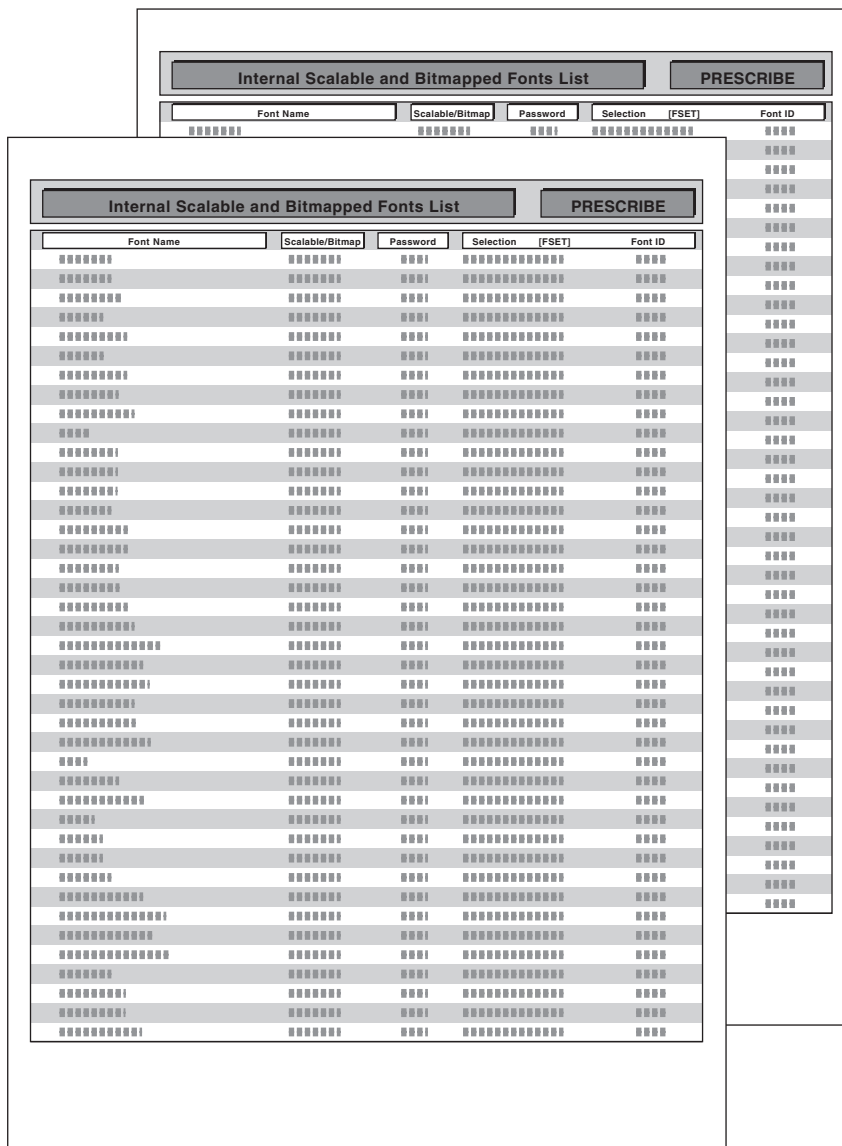 Internal Scalable and Bitmapped Fonts List PRESCRIBE
Font Name Scalable/Bitmap Password Selection [FSET] Font ID
Internal Scalable and Bitmapped Fonts List PRESCRIBE
Font Name Scalable/Bitmap Password Selection [FSET] Font ID